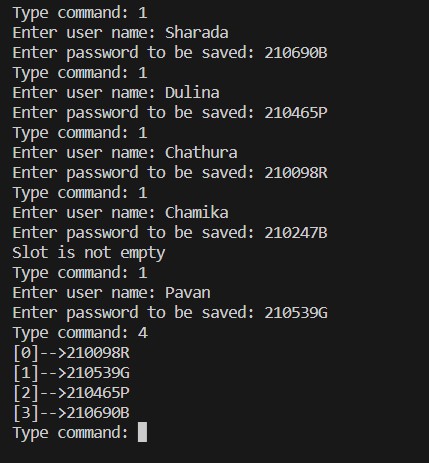 Type command: 1
Enter user name: Sharada
Enter password to be saved: 210690B
Type command: 1
Enter user name: Dulina
Enter password to be saved: 210465P
Type command: 1
Enter user name: Chathura
Enter password to be saved: 210098R
Type command: 1
Enter user name: Chamika
Enter password to be saved: 210247B
Slot is not empty
Type command: 1
Enter user name: Pavan
Enter password to be saved: 210539G
Type command: 4
[0]-->210098R
[1]-->210539G
[2]-->210465P
[3]-->210690B
Type command: